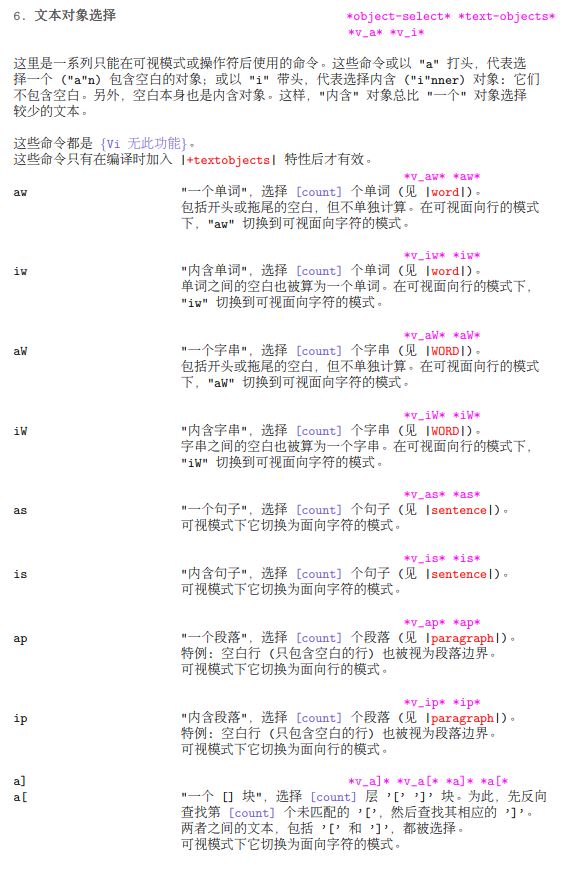 6. 文本对象选择 *object-select* *text-objects*
*v_a* *v_i*
这里是一系列只能在可视模式或操作符后使用的命令。这些命令或以 "a" 打头，代表选
择一个 ("a"n) 包含空白的对象；或以 "i" 带头，代表选择内含 ("i"nner) 对象：它们
不包含空白。另外，空白本身也是内含对象。这样，"内含" 对象总比 "一个" 对象选择
较少的文本。
这些命令都是 {Vi 无此功能}。
这些命令只有在编译时加入 |+textobjects| 特性后才有效。
*v_aw* *aw*
aw "一个单词"，选择 [count] 个单词 (见 |word|)。
包括开头或拖尾的空白，但不单独计算。在可视面向行的模式
下，"aw" 切换到可视面向字符的模式。
*v_iw* *iw*
iw "内含单词"，选择 [count] 个单词 (见 |word|)。
单词之间的空白也被算为一个单词。在可视面向行的模式下，
"iw" 切换到可视面向字符的模式。
*v_aW* *aW*
aW "一个字串"，选择 [count] 个字串 (见 |WORD|)。
包括开头或拖尾的空白，但不单独计算。在可视面向行的模式
下，"aW" 切换到可视面向字符的模式。
*v_iW* *iW*
iW "内含字串"，选择 [count] 个字串 (见 |WORD|)。
字串之间的空白也被算为一个字串。在可视面向行的模式下，
"iW" 切换到可视面向字符的模式。
*v_as* *as*
as "一个句子"，选择 [count] 个句子 (见 |sentence|)。
可视模式下它切换为面向字符的模式。
*v_is* *is*
is "内含句子"，选择 [count] 个句子 (见 |sentence|)。
可视模式下它切换为面向字符的模式。
*v_ap* *ap*
ap "一个段落"，选择 [count] 个段落 (见 |paragraph|)。
特例：空白行 (只包含空白的行) 也被视为段落边界。
可视模式下它切换为面向行的模式。
*v_ip* *ip*
ip "内含段落"，选择 [count] 个段落 (见 |paragraph|)。
特例：空白行 (只包含空白的行) 也被视为段落边界。
可视模式下它切换为面向行的模式。
a] *v_a]* *v_a[* *a]* *a[*
a[ "一个 [] 块"，选择 [count] 层 '[' ']' 块。为此，先反向
查找第 [count] 个未匹配的 '['，然后查找其相应的 ']'。
两者之间的文本，包括 '[' 和 ']'，都被选择。
可视模式下它切换为面向字符的模式。